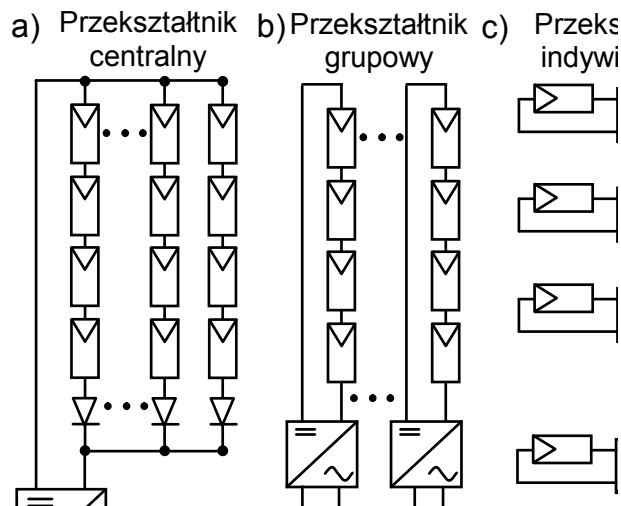 a) Przekształtnik
centralny
b) Przekształtnik
grupowy
c)